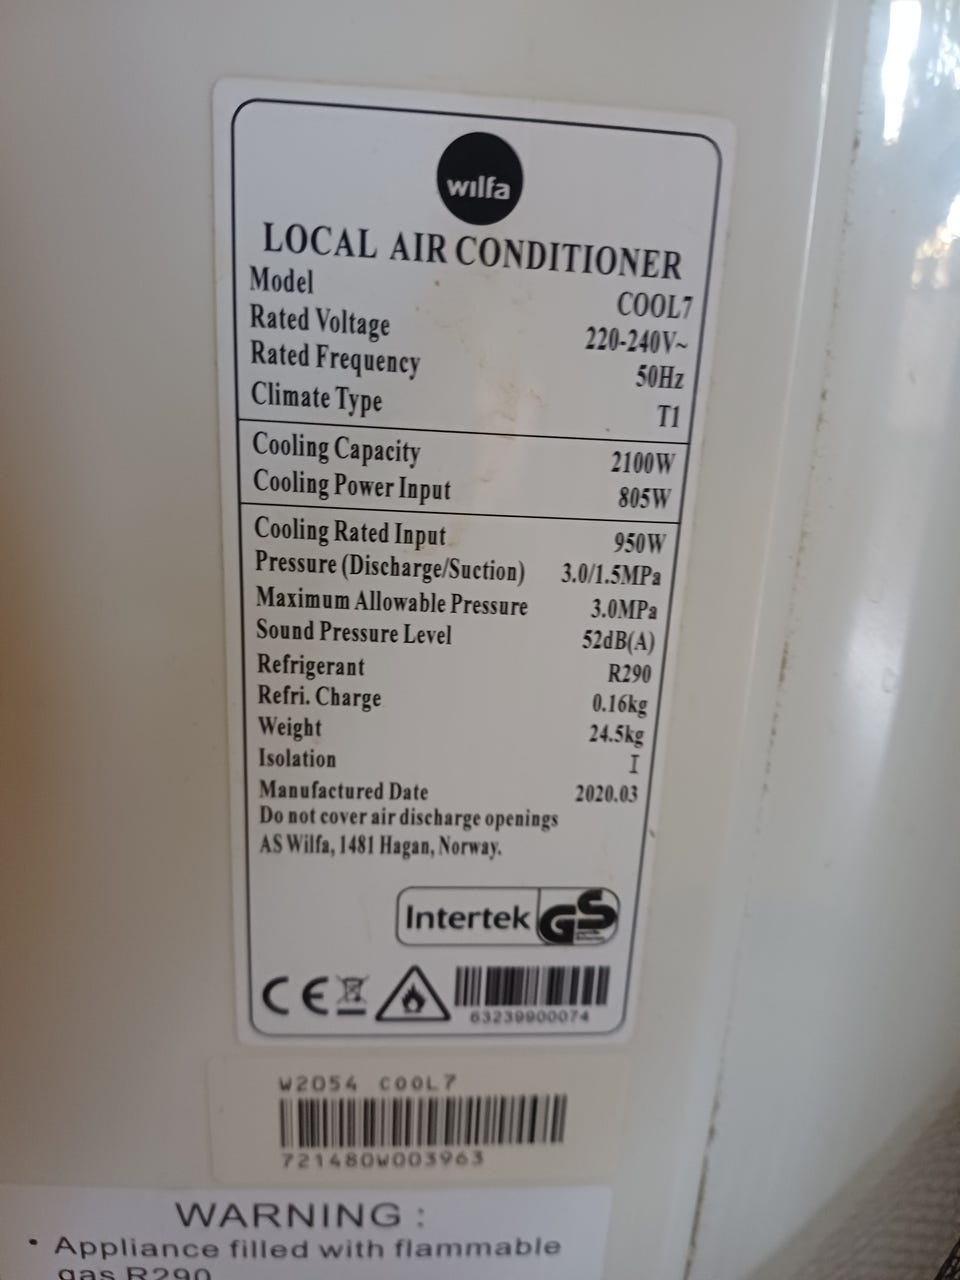 wılfa
LOCAL AIR CONDITIONER
Model COOL7
Rated Voltage 220-240V~
Rated Frequency 50Hz
Climate Type T1
Cooling Capacity 2100W
Cooling Power Input 805W
Cooling Rated Input 950W
Pressure (Discharge/Suction) 3.0/1.5MPa
Maximum Allowable Pressure 3.0MPa
Sound Pressure Level 52dB(A)
Refrigerant R290
Refri. Charge 0.16kg
Weight 24.5kg
Isolation I
Manufactured Date 2020.03
Do not cover air discharge openings
AS Wilfa, 1481 Hagan, Norway.
Intertek GS
CE
63239900074
W2054 COOL7
721480W003963
WARNING :
• Appliance filled with flammable
gas R290